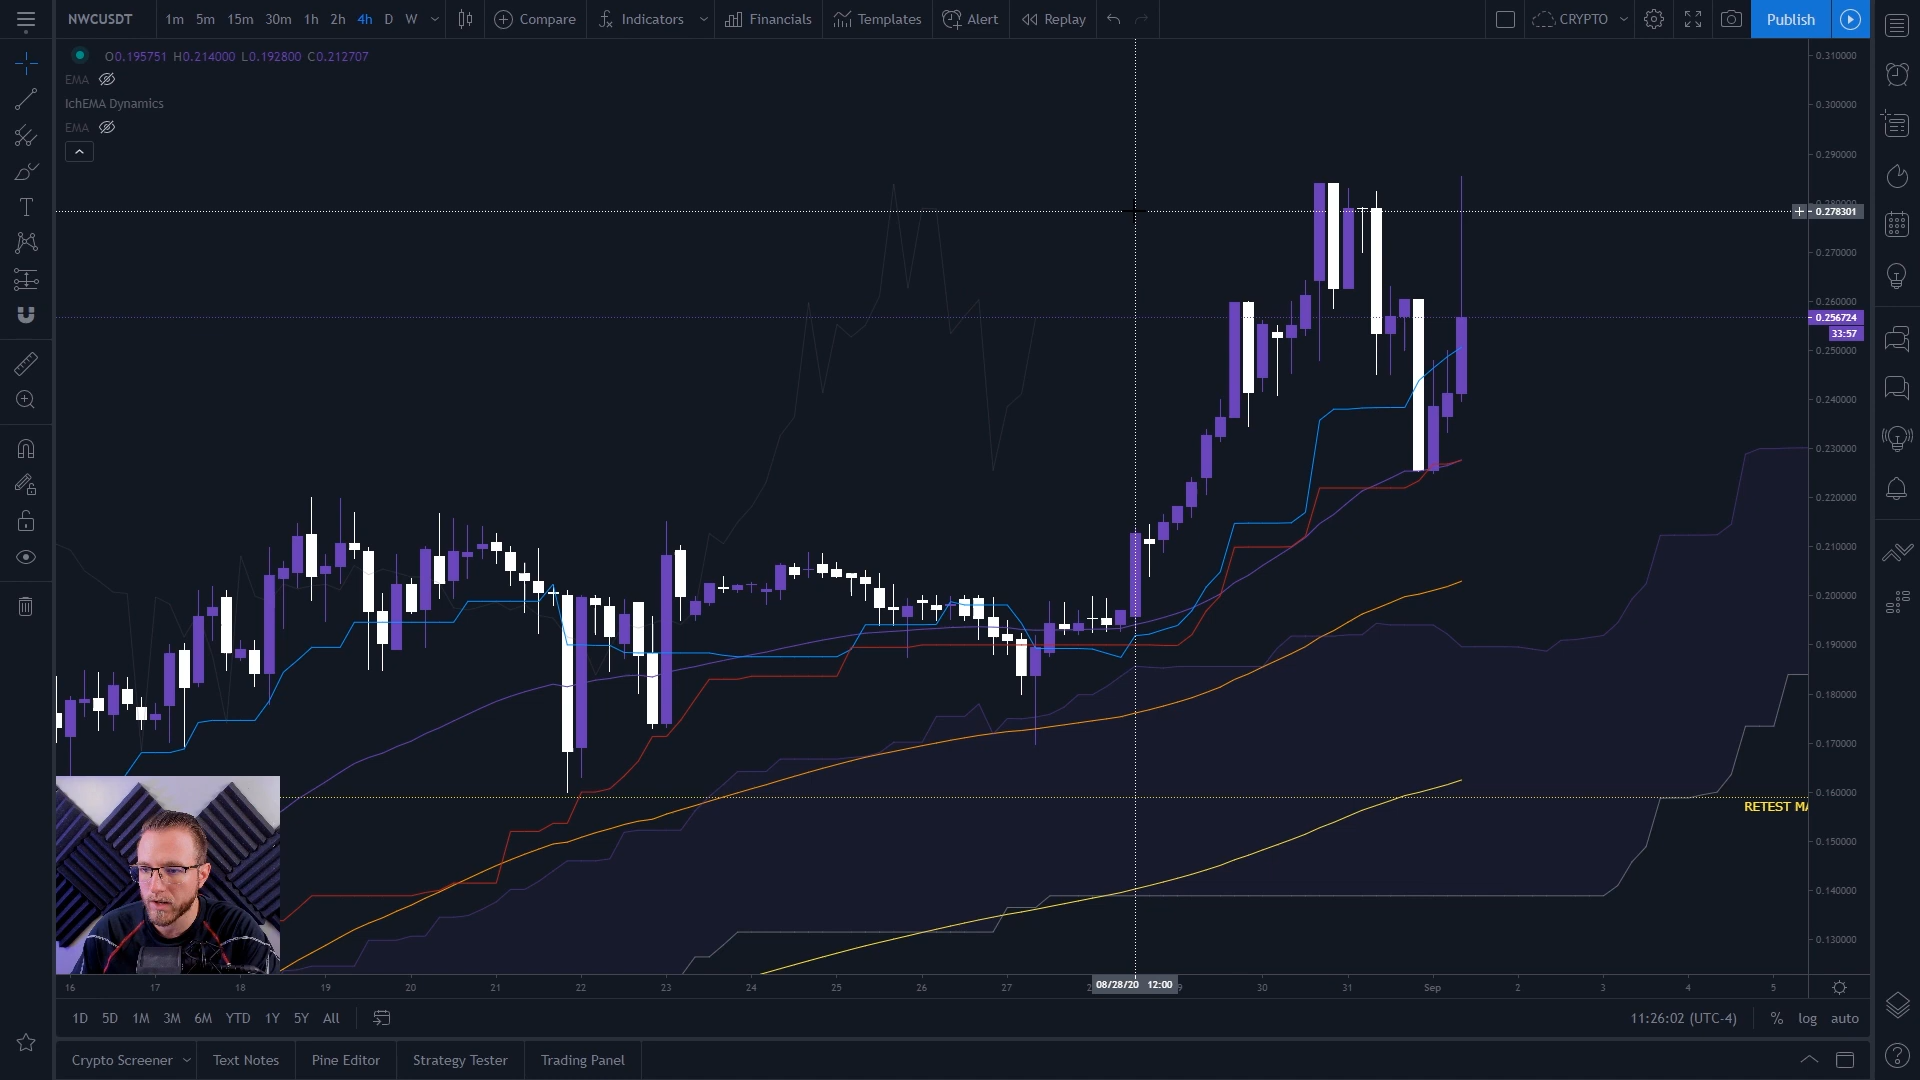 NWCUSDT 1m 5m 15m 30m 1h 2h 4h D W Compare Indicators Financials Templates Alert Replay CRYPTO Publish
O0.195751 H0.214000 L0.192800 C0.212707
EMA
IchEMA Dynamics
EMA
0.310000
0.300000
0.290000
0.278301
0.270000
0.260000
0.256724
33:57
0.250000
0.240000
0.230000
0.220000
0.210000
0.200000
0.190000
0.180000
0.170000
0.160000
RETEST MA
0.150000
0.140000
0.130000
16 17 18 19 20 21 22 23 24 25 26 27 08/28/20 12:00 30 31 Sep 2 3 4 5
1D 5D 1M 3M 6M YTD 1Y 5Y All 11:26:02 (UTC-4) % log auto
Crypto Screener Text Notes Pine Editor Strategy Tester Trading Panel